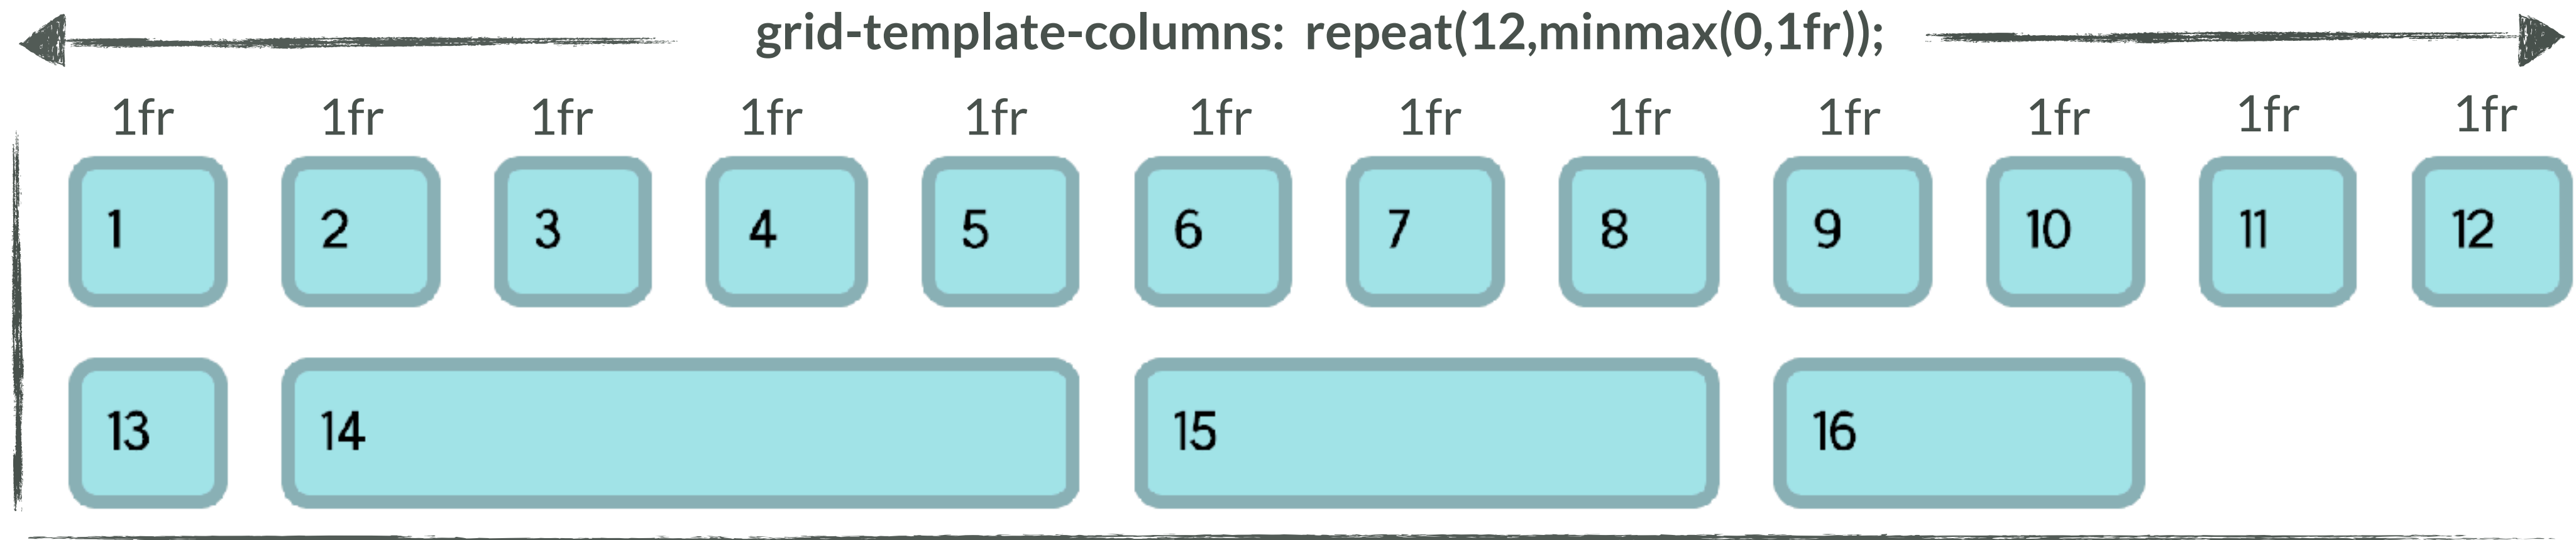 grid-template-columns: repeat(12,minmax(0,1fr));
1fr 1fr 1fr 1fr 1fr 1fr 1fr 1fr 1fr 1fr 1fr 1fr
1 2 3 4 5 6 7 8 9 10 11 12
13 14 15 16